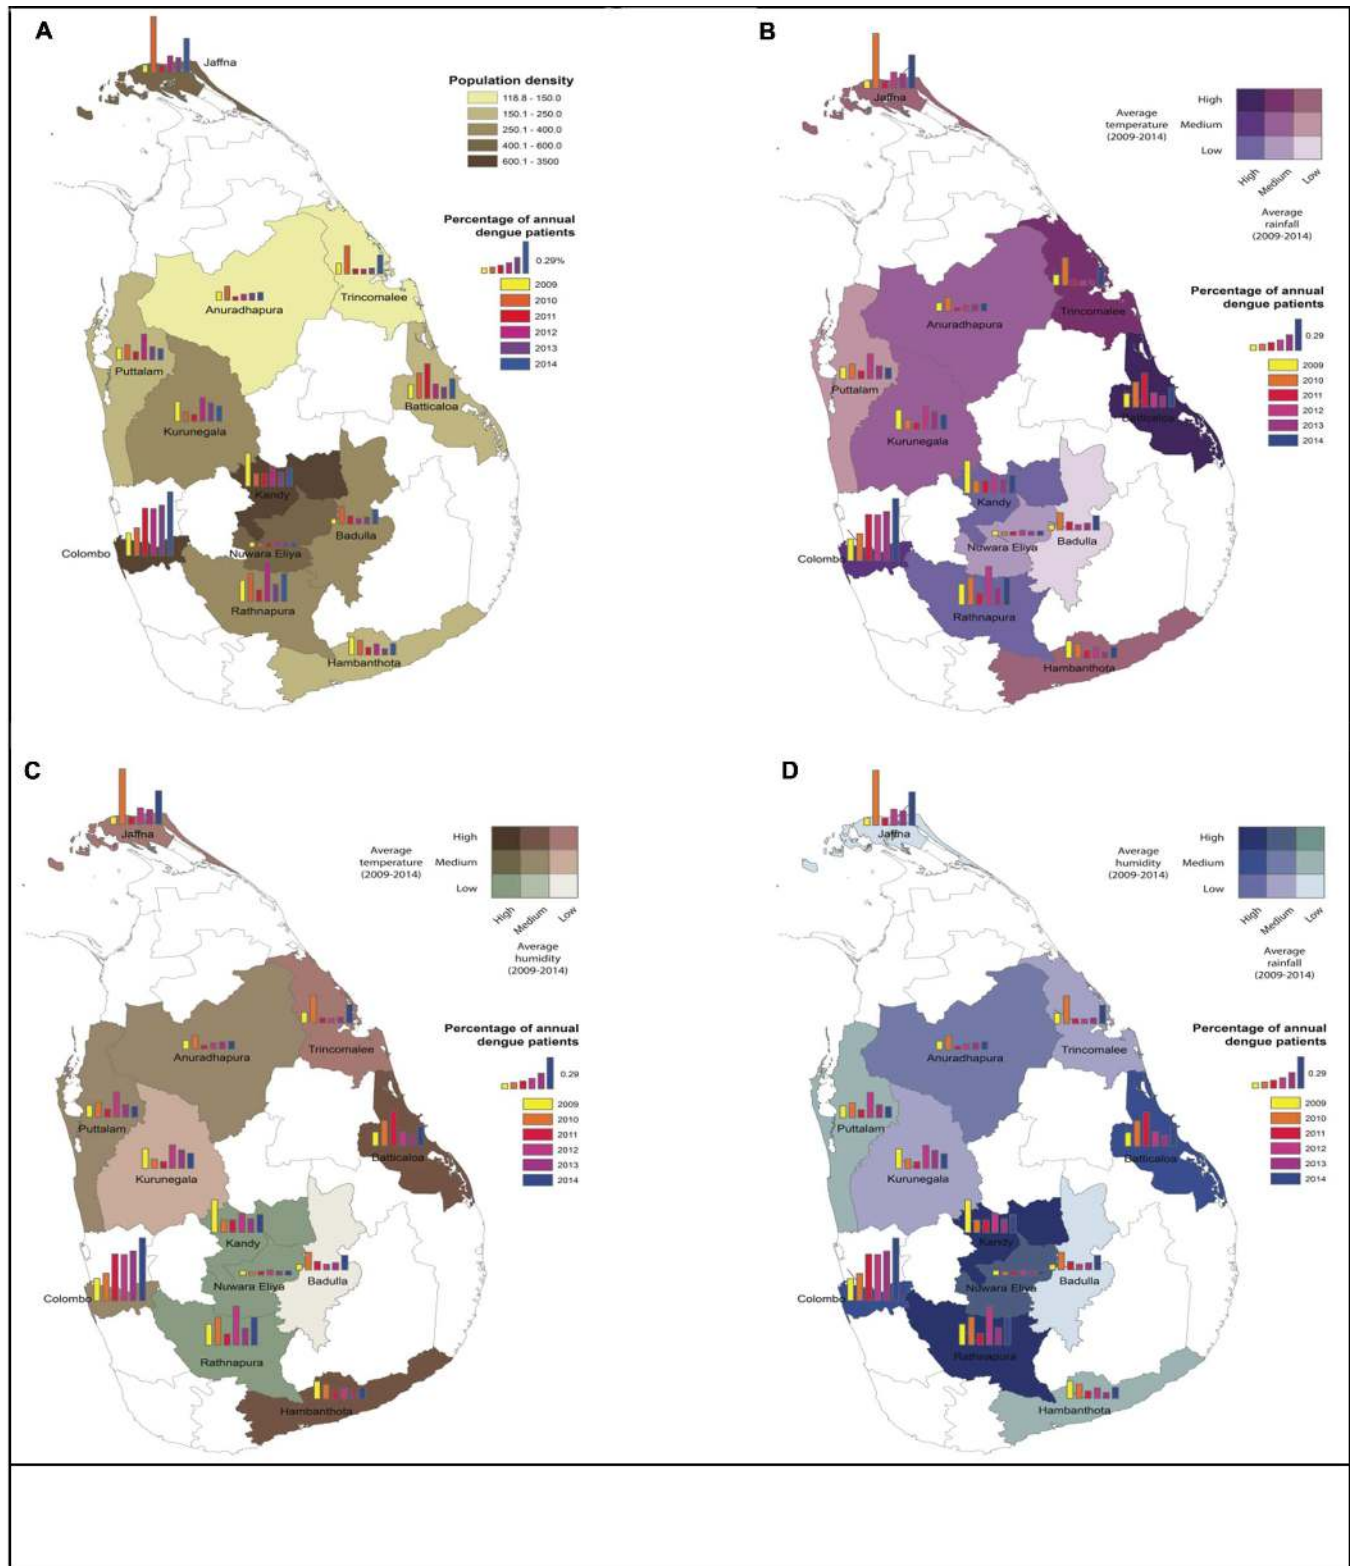 A
Jaffna
Population density
118.8 - 150.0
150.1 - 250.0
250.1 - 400.0
400.1 - 600.0
600.1 - 3500
Percentage of annual
dengue patients
0.29%
2009
2010
2011
2012
2013
2014
Trincomalee
Anuradhapura
Puttalam
Batticaloa
Kurunegala
Kandy
Badulla
Colombo
Nuwara Eliya
Rathnapura
Hambanthota
B
Jaffna
Average
temperature
(2009-2014)
High
Medium
Low
High
Medium
Low
Average
rainfall
(2009-2014)
Percentage of annual
dengue patients
0.29
2009
2010
2011
2012
2013
2014
Trincomalee
Anuradhapura
Puttalam
Batticaloa
Kurunegala
Kandy
Nuwara Eliya
Badulla
Colombo
Rathnapura
Hambanthota
C
Jaffna
Average
temperature
(2009-2014)
High
Medium
Low
High
Medium
Low
Average
humidity
(2009-2014)
Percentage of annual
dengue patients
0.29
2009
2010
2011
2012
2013
2014
Trincomalee
Anuradhapura
Puttalam
Batticaloa
Kurunegala
Kandy
Nuwara Eliya
Badulla
Colombo
Rathnapura
Hambanthota
D
Jaffna
Average
humidity
(2009-2014)
High
Medium
Low
High
Medium
Low
Average
rainfall
(2009-2014)
Percentage of annual
dengue patients
0.29
2009
2010
2011
2012
2013
2014
Trincomalee
Anuradhapura
Puttalam
Batticaloa
Kurunegala
Kandy
Nuwara Eliya
Badulla
Colombo
Rathnapura
Hambanthota